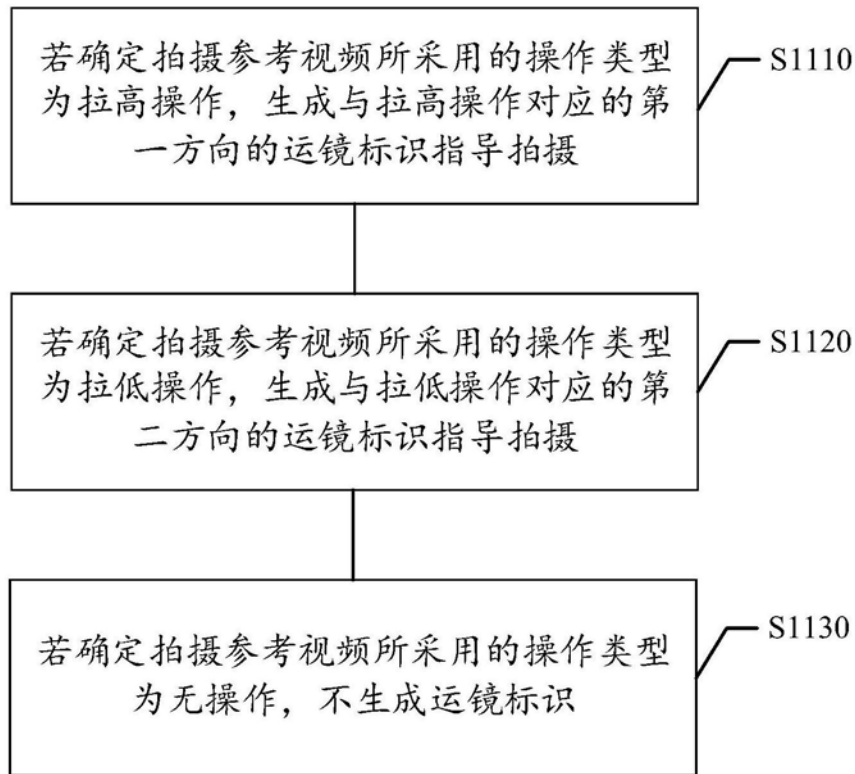 若确定拍摄参考视频所采用的操作类型
为拉高操作，生成与拉高操作对应的第
一方向的运镜标识指导拍摄
S1110
若确定拍摄参考视频所采用的操作类型
为拉低操作，生成与拉低操作对应的第
二方向的运镜标识指导拍摄
S1120
若确定拍摄参考视频所采用的操作类型
为无操作，不生成运镜标识
S1130